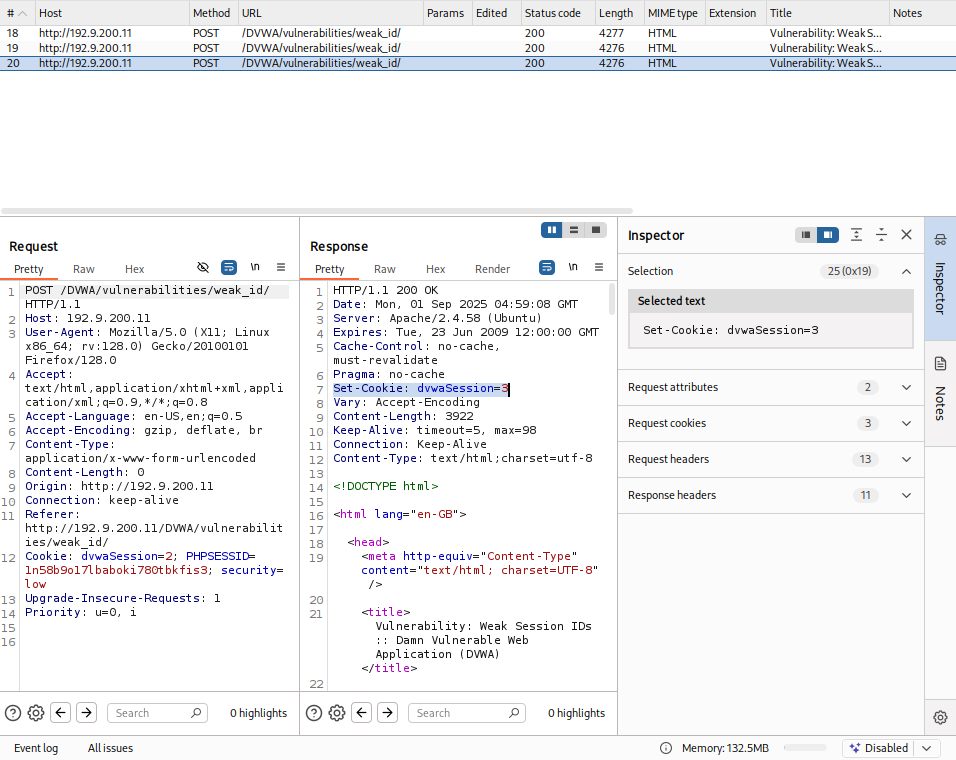 # Host Method URL Params Edited Status code Length MIME type Extension Title Notes
18 http://192.9.200.11 POST /DVWA/vulnerabilities/weak_id/ 200 4277 HTML Vulnerability: Weak S...
19 http://192.9.200.11 POST /DVWA/vulnerabilities/weak_id/ 200 4276 HTML Vulnerability: Weak S...
20 http://192.9.200.11 POST /DVWA/vulnerabilities/weak_id/ 200 4276 HTML Vulnerability: Weak S...
Request
Pretty Raw Hex \n
1 POST /DVWA/vulnerabilities/weak_id/
HTTP/1.1
2 Host: 192.9.200.11
3 User-Agent: Mozilla/5.0 (X11; Linux
x86_64; rv:128.0) Gecko/20100101
Firefox/128.0
4 Accept:
text/html,application/xhtml+xml,appli
cation/xml;q=0.9,*/*;q=0.8
5 Accept-Language: en-US,en;q=0.5
6 Accept-Encoding: gzip, deflate, br
7 Content-Type:
application/x-www-form-urlencoded
8 Content-Length: 0
9 Origin: http://192.9.200.11
10 Connection: keep-alive
11 Referer:
http://192.9.200.11/DVWA/vulnerabilit
ies/weak_id/
12 Cookie: dvwaSession=2; PHPSESSID=
1n58b9o17lbaboki780tbkfis3; security=
low
13 Upgrade-Insecure-Requests: 1
14 Priority: u=0, i
15
16
Search 0 highlights
Response
Pretty Raw Hex Render \n
1 HTTP/1.1 200 OK
2 Date: Mon, 01 Sep 2025 04:59:08 GMT
3 Server: Apache/2.4.58 (Ubuntu)
4 Expires: Tue, 23 Jun 2009 12:00:00 GMT
5 Cache-Control: no-cache,
must-revalidate
6 Pragma: no-cache
7 Set-Cookie: dvwaSession=3
8 Vary: Accept-Encoding
9 Content-Length: 3922
10 Keep-Alive: timeout=5, max=98
11 Connection: Keep-Alive
12 Content-Type: text/html;charset=utf-8
13
14 <!DOCTYPE html>
15
16 <html lang="en-GB">
17
18 <head>
19 <meta http-equiv="Content-Type"
content="text/html; charset=UTF-8"
/>
20
21 <title>
Vulnerability: Weak Session IDs
:: Damn Vulnerable Web
Application (DVWA)
</title>
22
Search 0 highlights
Inspector
Selection 25 (0x19)
Selected text
Set-Cookie: dvwaSession=3
Request attributes 2
Request cookies 3
Request headers 13
Response headers 11
Inspector
Notes
Event log All issues Memory: 132.5MB Disabled